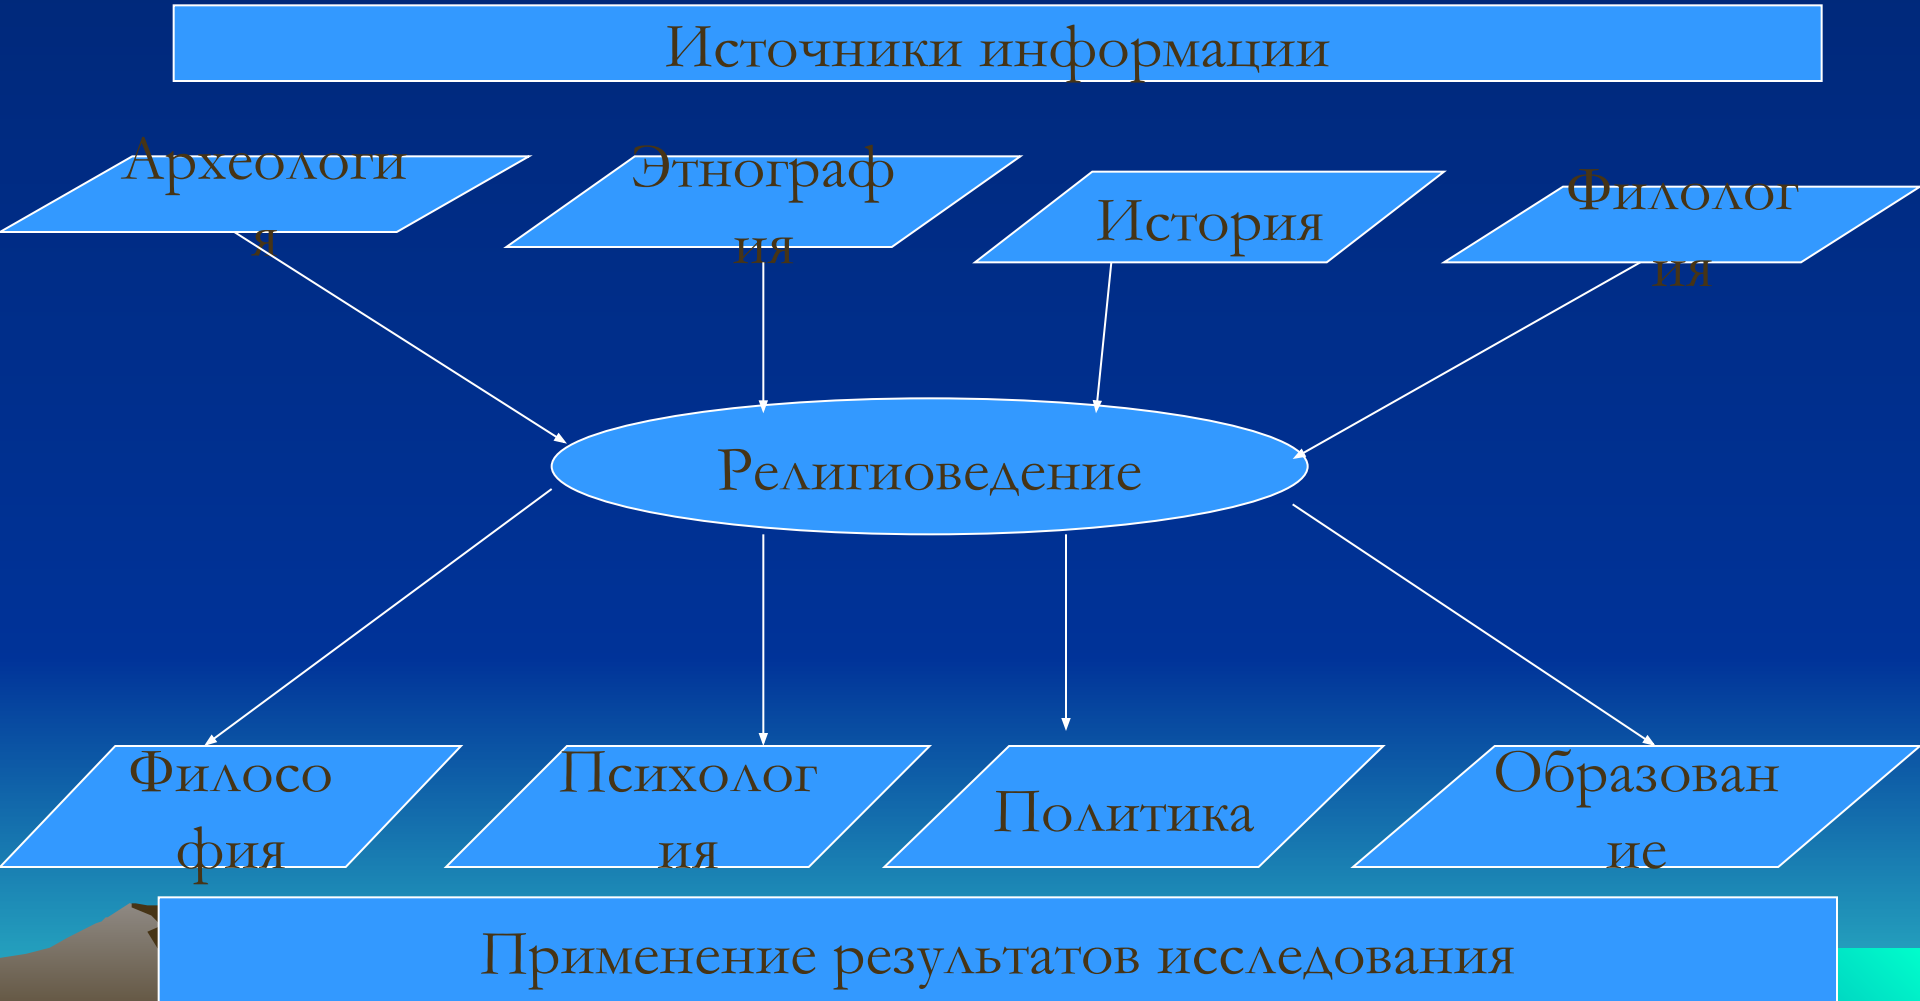 Источники информации
Археологи
я
Этнограф
ия
История
Филолог
ия
Религиоведение
Филосо
фия
Психолог
ия
Политика
Образован
ие
Применение результатов исследования